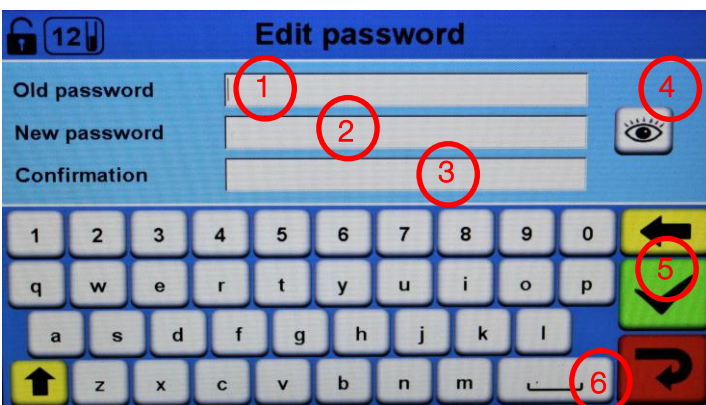 12 Edit password
Old password 1 4
New password 2
Confirmation 3
1 2 3 4 5 6 7 8 9 0
5
q w e r t y u i o p
a s d f g h j k l
z x c v b n m 6